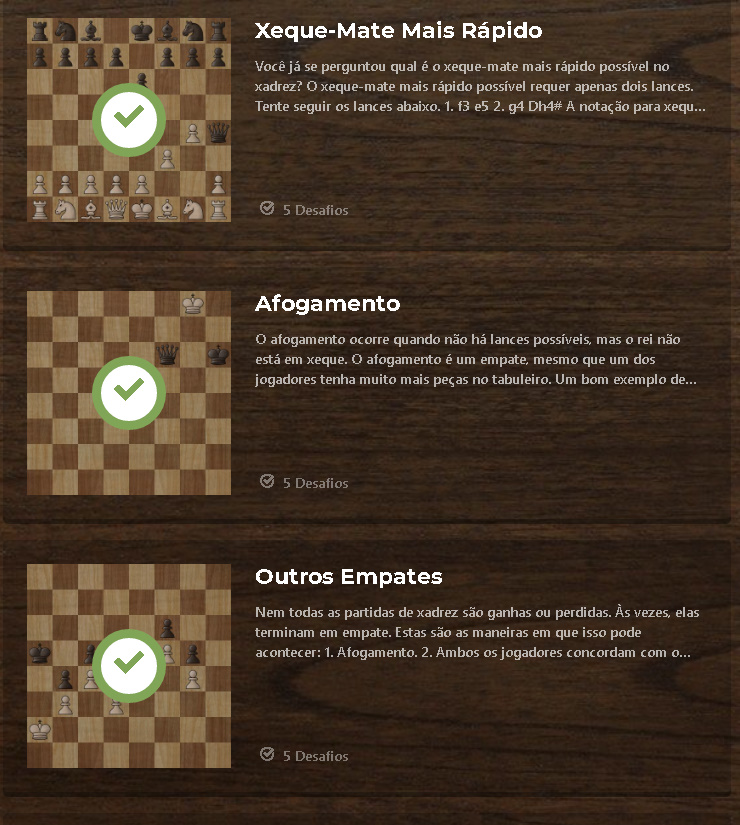 Xeque-Mate Mais Rápido
Você já se perguntou qual é o xeque-mate mais rápido possível no
xadrez? O xeque-mate mais rápido possível requer apenas dois lances.
Tente seguir os lances abaixo. 1. f3 e5 2. g4 Dh4# A notação para xequ...
5 Desafios
Afogamento
O afogamento ocorre quando não há lances possíveis, mas o rei não
está em xeque. O afogamento é um empate, mesmo que um dos
jogadores tenha muito mais peças no tabuleiro. Um bom exemplo de...
5 Desafios
Outros Empates
Nem todas as partidas de xadrez são ganhas ou perdidas. Às vezes, elas
terminam em empate. Estas são as maneiras em que isso pode
acontecer: 1. Afogamento. 2. Ambos os jogadores concordam com o...
5 Desafios